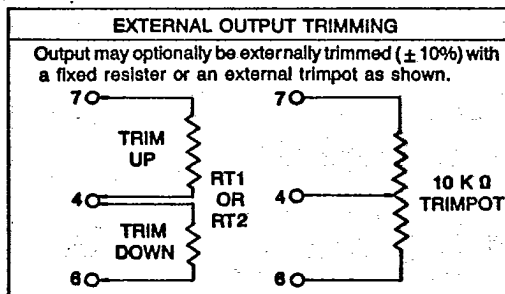 EXTERNAL OUTPUT TRIMMING
Output may optionally be externally trimmed (±10%) with
a fixed resister or an external trimpot as shown.
7
TRIM
UP
4
TRIM
DOWN
6
RT1
OR
RT2
7
4
6
10 K Ω
TRIMPOT